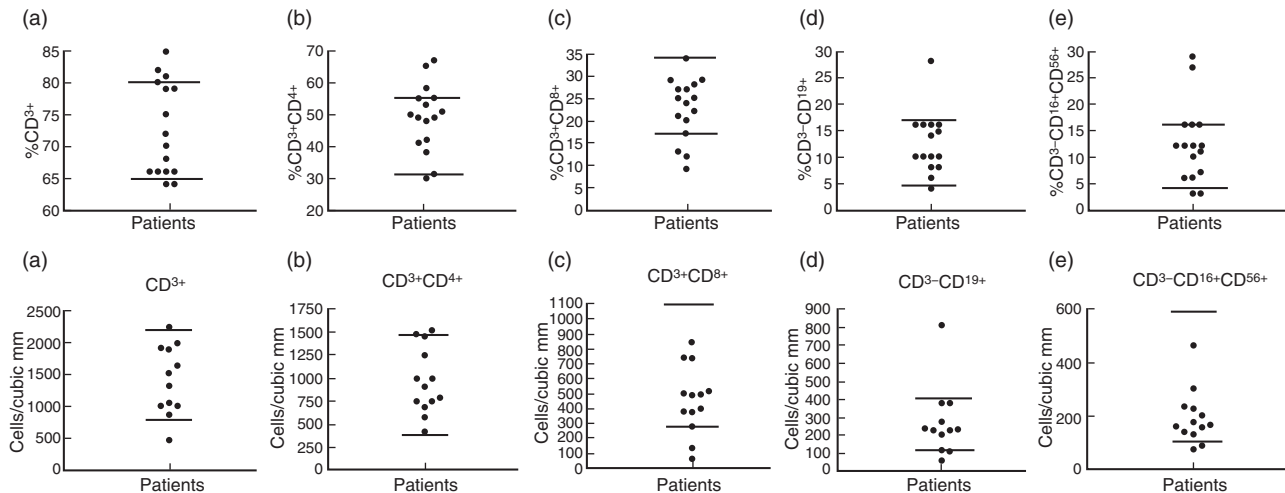 (a)
%CD3+
85
80
75
70
65
60
Patients
(b)
%CD3+CD4+
70
60
50
40
30
20
Patients
(c)
%CD3+CD8+
35
30
25
20
15
10
5
0
Patients
(d)
%CD3–CD19+
30
25
20
15
10
5
0
Patients
(e)
%CD3–CD16+CD56+
30
25
20
15
10
5
0
Patients
(a)
CD3+
Cells/cubic mm
2500
2000
1500
1000
500
0
Patients
(b)
CD3+CD4+
Cells/cubic mm
1750
1500
1250
1000
750
500
250
0
Patients
(c)
CD3+CD8+
Cells/cubic mm
1100
1000
900
800
700
600
500
400
300
200
100
0
Patients
(d)
CD3–CD19+
Cells/cubic mm
900
800
700
600
500
400
300
200
100
0
Patients
(e)
CD3–CD16+CD56+
Cells/cubic mm
600
400
200
0
Patients